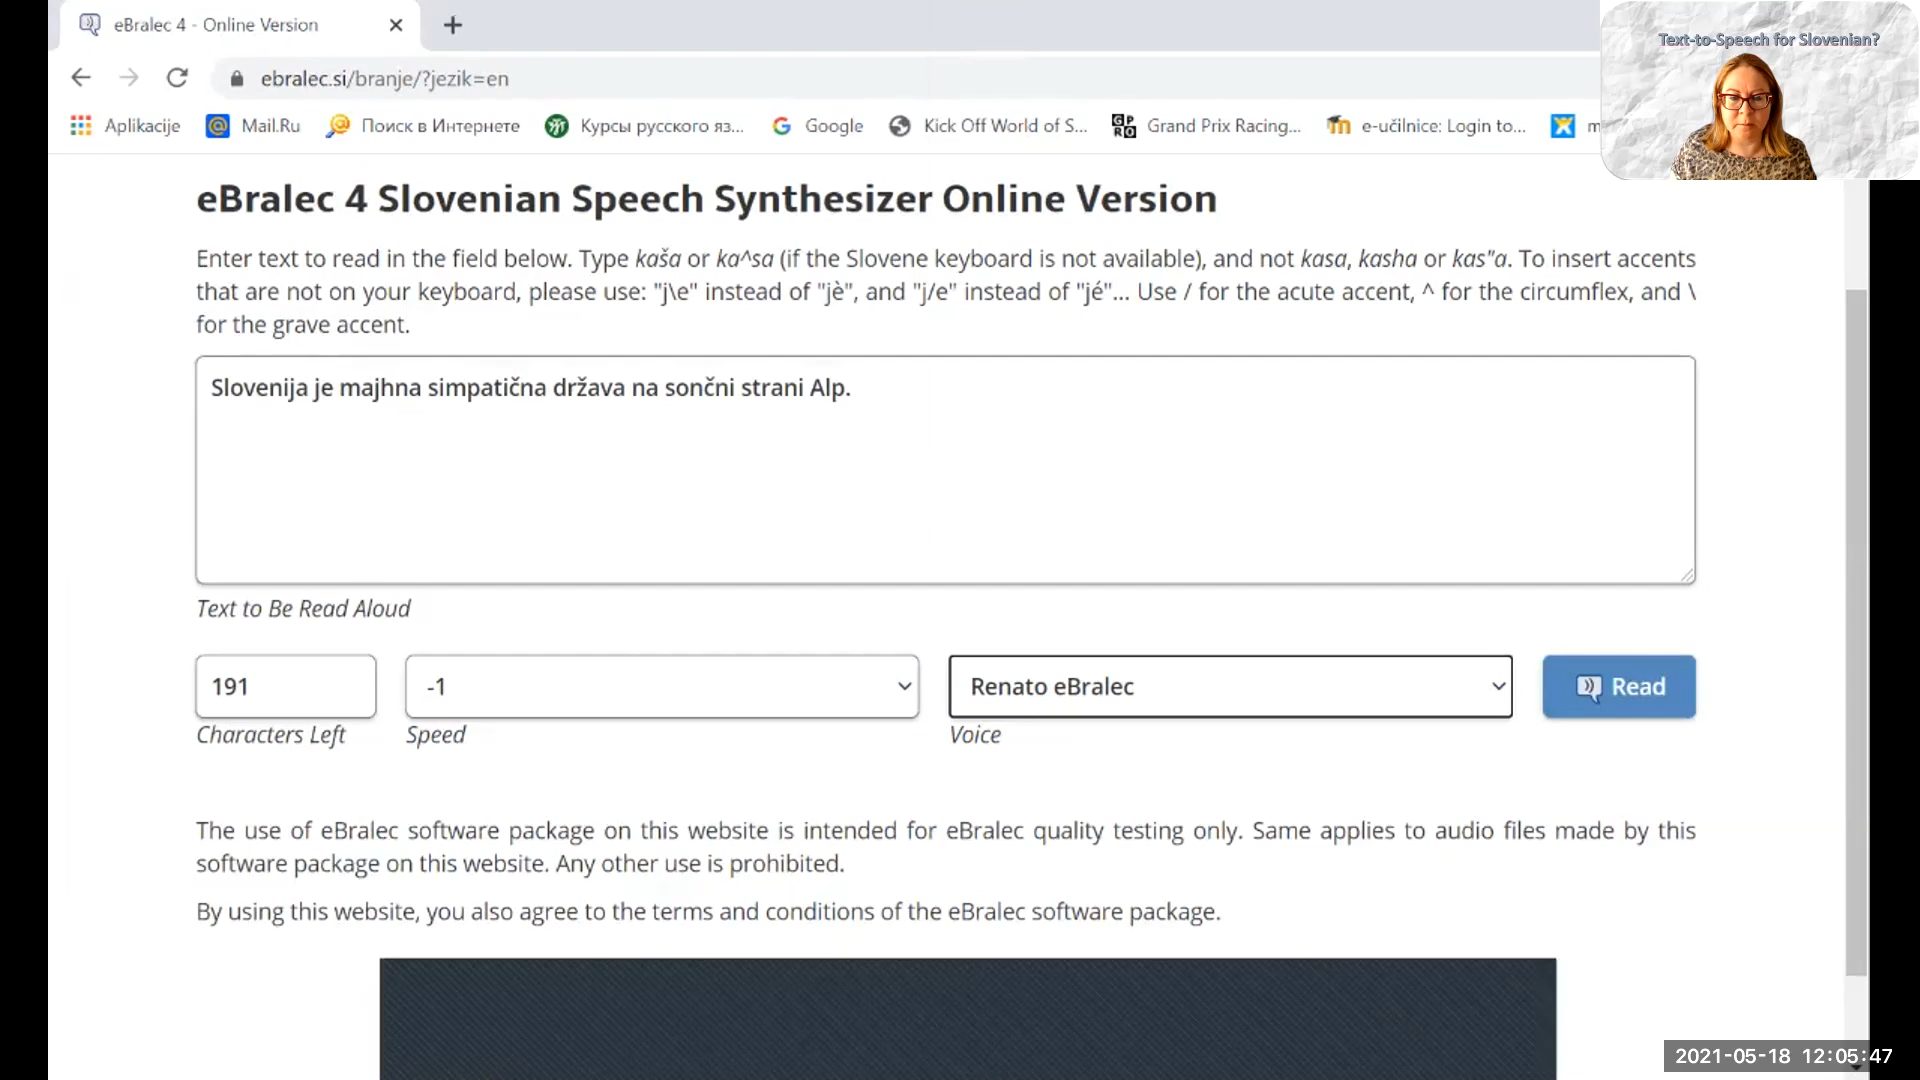 eBralec 4 - Online Version
ebralec.si/branje/?jezik=en
Aplikacije Mail.Ru Поиск в Интернете Курсы русского яз... Google Kick Off World of S... GPRO Grand Prix Racing... e-učilnice: Login to... m
Text-to-Speech for Slovenian?
eBralec 4 Slovenian Speech Synthesizer Online Version
Enter text to read in the field below. Type kaša or ka^sa (if the Slovene keyboard is not available), and not kasa, kasha or kas"a. To insert accents
that are not on your keyboard, please use: "j\e" instead of "jè", and "j/e" instead of "jé"... Use / for the acute accent, ^ for the circumflex, and \
for the grave accent.
Slovenija je majhna simpatična država na sončni strani Alp.
Text to Be Read Aloud
191 -1 Renato eBralec Read
Characters Left Speed Voice
The use of eBralec software package on this website is intended for eBralec quality testing only. Same applies to audio files made by this
software package on this website. Any other use is prohibited.
By using this website, you also agree to the terms and conditions of the eBralec software package.
2021-05-18 12:05:47